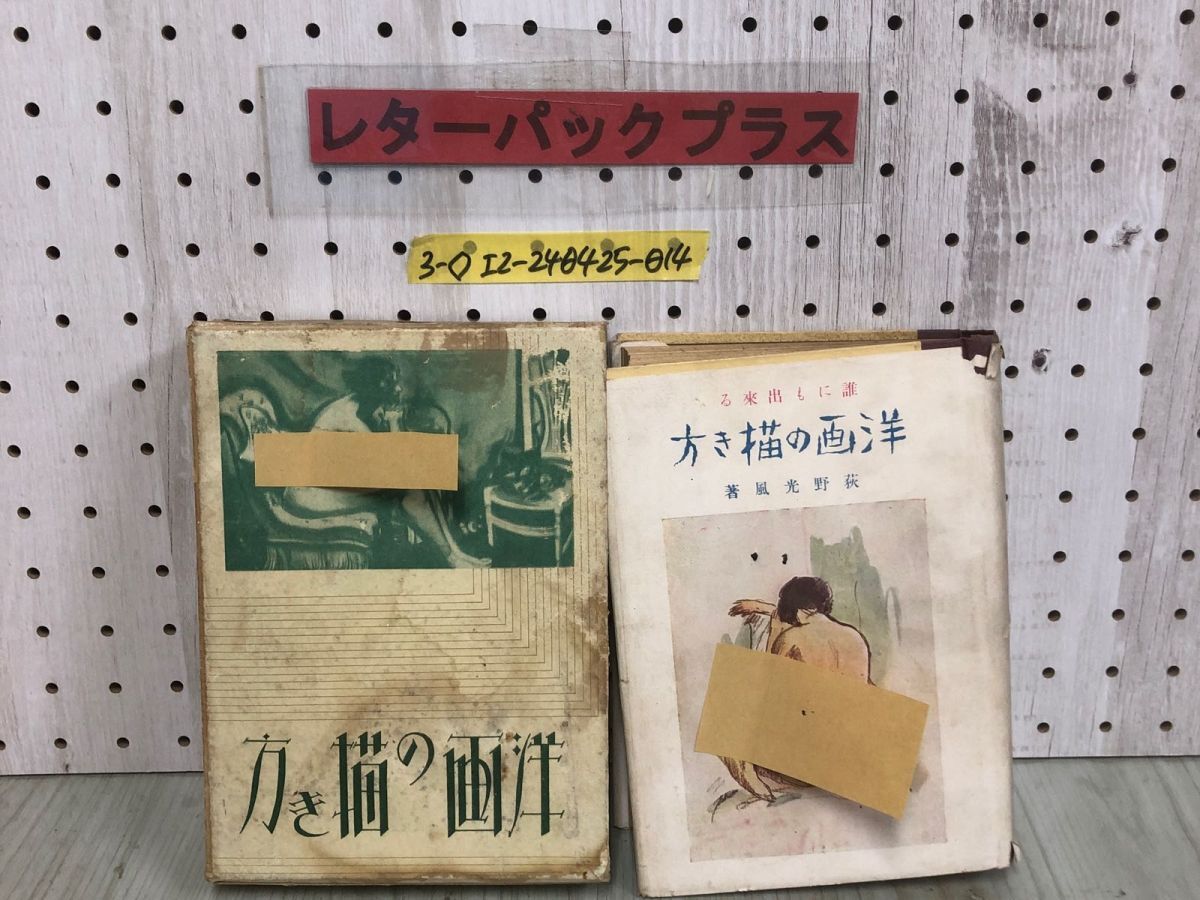 レターパックプラス
3-◇ I2-240425-014
洋画の描き方
誰にも出來る
洋画の描き方
荻野光風著